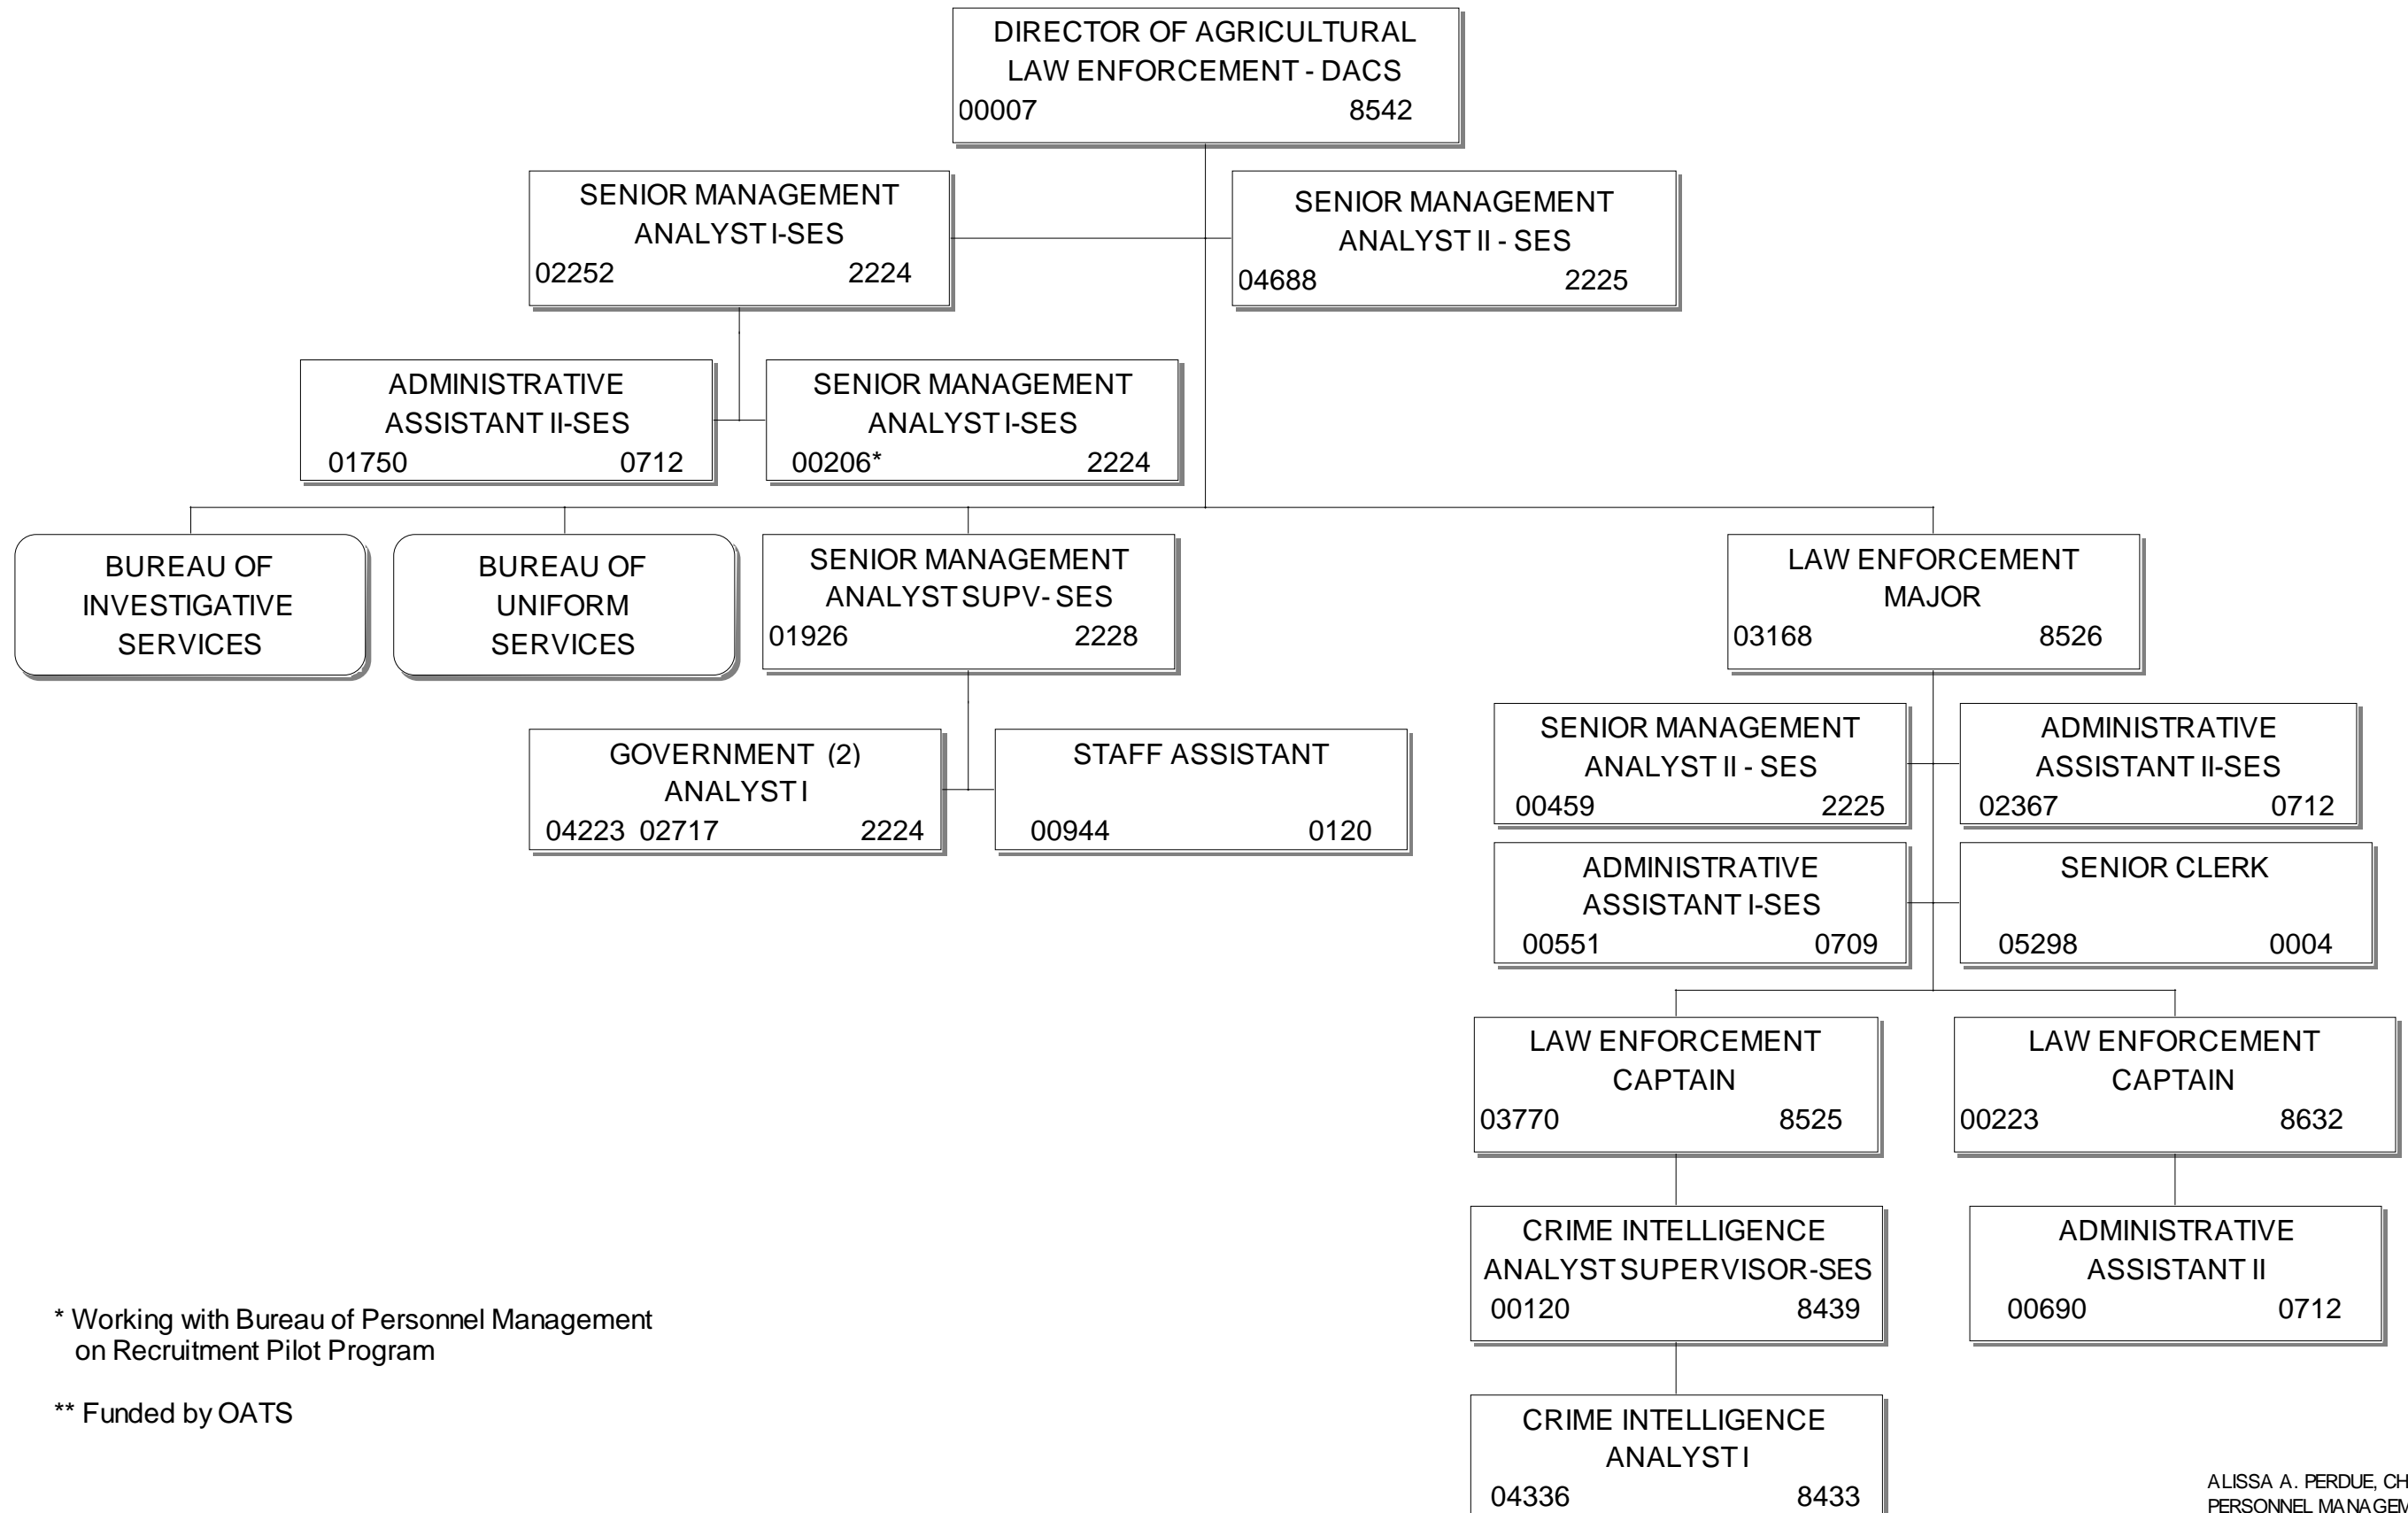 DIRECTOR OF AGRICULTURAL
LAW ENFORCEMENT - DACS
00007 8542
SENIOR MANAGEMENT
ANALYST I-SES
02252 2224
SENIOR MANAGEMENT
ANALYST II - SES
04688 2225
ADMINISTRATIVE
ASSISTANT II-SES
01750 0712
SENIOR MANAGEMENT
ANALYST I-SES
00206* 2224
BUREAU OF
INVESTIGATIVE
SERVICES
BUREAU OF
UNIFORM
SERVICES
SENIOR MANAGEMENT
ANALYST SUPV- SES
01926 2228
LAW ENFORCEMENT
MAJOR
03168 8526
GOVERNMENT (2)
ANALYST I
04223 02717 2224
STAFF ASSISTANT
00944 0120
SENIOR MANAGEMENT
ANALYST II - SES
00459 2225
ADMINISTRATIVE
ASSISTANT II-SES
02367 0712
ADMINISTRATIVE
ASSISTANT I-SES
00551 0709
SENIOR CLERK
05298 0004
LAW ENFORCEMENT
CAPTAIN
03770 8525
LAW ENFORCEMENT
CAPTAIN
00223 8632
CRIME INTELLIGENCE
ANALYST SUPERVISOR-SES
00120 8439
ADMINISTRATIVE
ASSISTANT II
00690 0712
CRIME INTELLIGENCE
ANALYST I
04336 8433
* Working with Bureau of Personnel Management
on Recruitment Pilot Program
** Funded by OATS
ALISSA A. PERDUE, CH
PERSONNEL MANAGEM